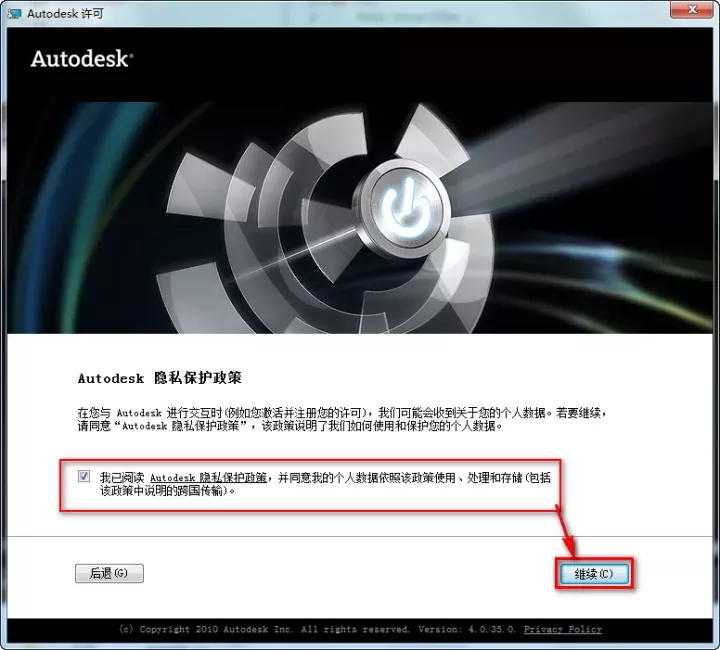 Autodesk 许可
Autodesk®
Autodesk 隐私保护政策
在您与 Autodesk 进行交互时(例如您激活并注册您的许可)，我们可能会收到关于您的个人数据。若要继续，
请同意“Autodesk 隐私保护政策”，该政策说明了我们如何使用和保护您的个人数据。
我已阅读 Autodesk 隐私保护政策，并同意我的个人数据依照该政策使用、处理和存储(包括
该政策中说明的跨国传输)。
后退(G)
继续(C)
(c) Copyright 2010 Autodesk Inc. All rights reserved. Version: 4.0.35.0. Privacy Policy